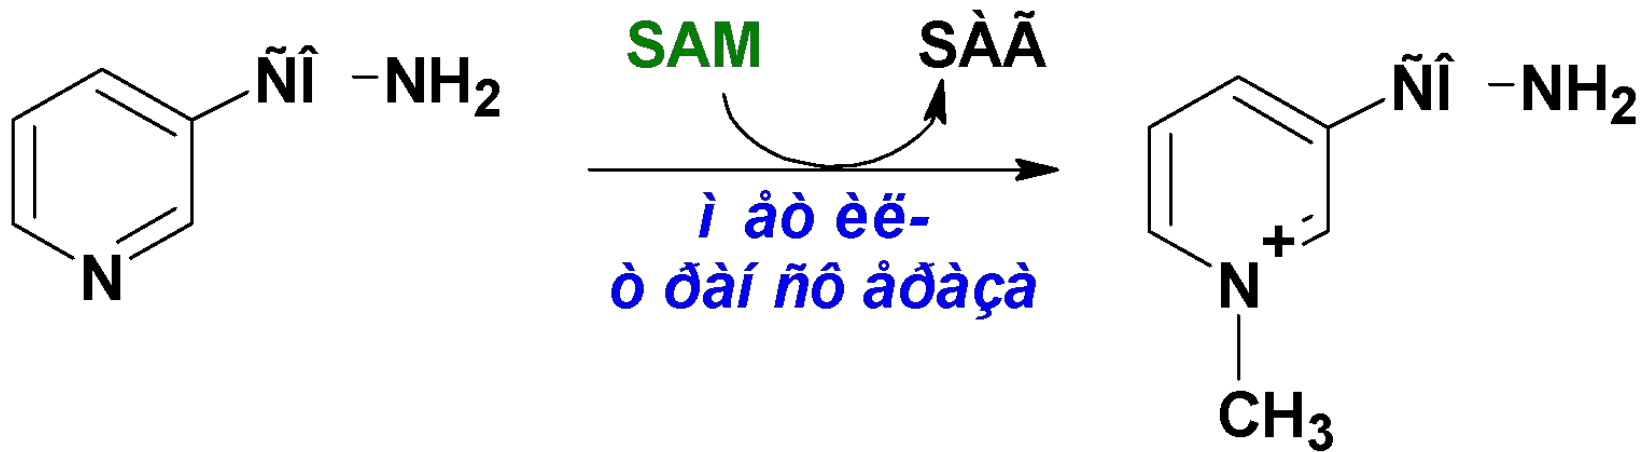 SAM SÀÃ
ÑÎ –NH2
ÑÎ –NH2
ì åò èë-
ò ðàí ñô åðàçà
N
+
N
CH3